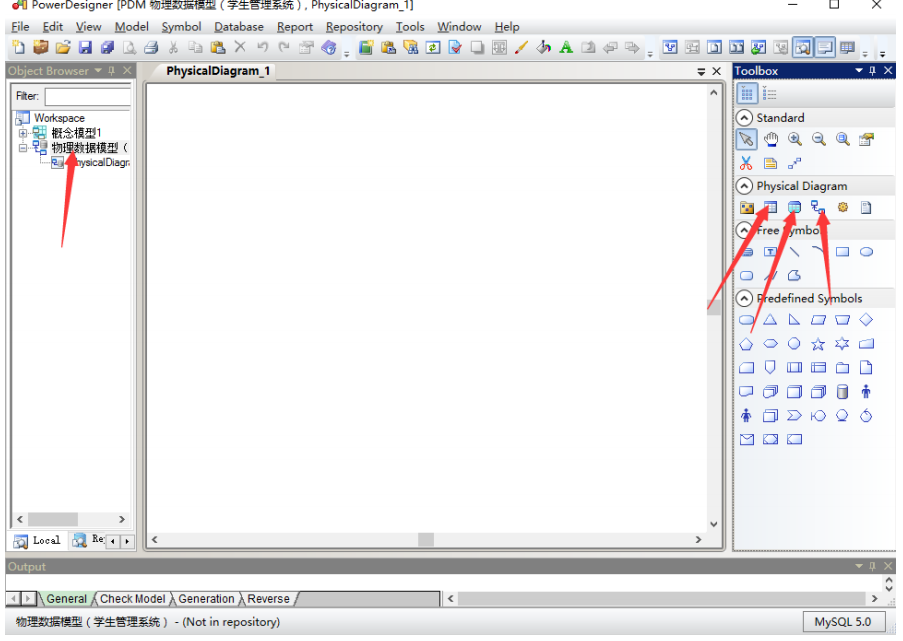 PowerDesigner [PDM 物理数据模型（学生管理系统）, PhysicalDiagram_1]
File Edit View Model Symbol Database Report Repository Tools Window Help
Object Browser
PhysicalDiagram_1
Toolbox
Filter:
Workspace
概念模型1
物理数据模型（
hysicalDiagr
Standard
Physical Diagram
Free Symbol
Predefined Symbols
Local
Re
Output
General Check Model Generation Reverse
物理数据模型（学生管理系统） - (Not in repository)
MySQL 5.0